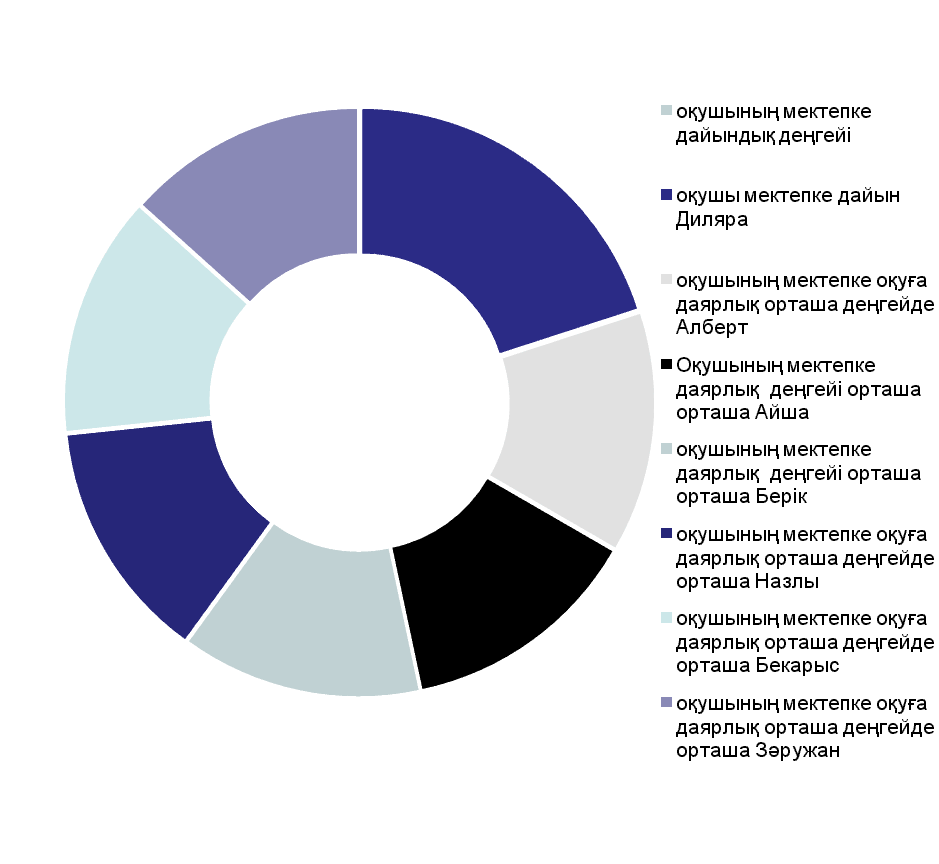 оқушының мектепке
дайындық деңгейі
оқушы мектепке дайын
Диляра
оқушының мектепке оқуға
даярлық орташа деңгейде
Алберт
Оқушының мектепке
даярлық  деңгейі орташа
орташа Айша
оқушының мектепке
даярлық  деңгейі орташа
орташа Берік
оқушының мектепке оқуға
даярлық орташа деңгейде
орташа Назлы
оқушының мектепке оқуға
даярлық орташа деңгейде
орташа Бекарыс
оқушының мектепке оқуға
даярлық орташа деңгейде
орташа Зәружан